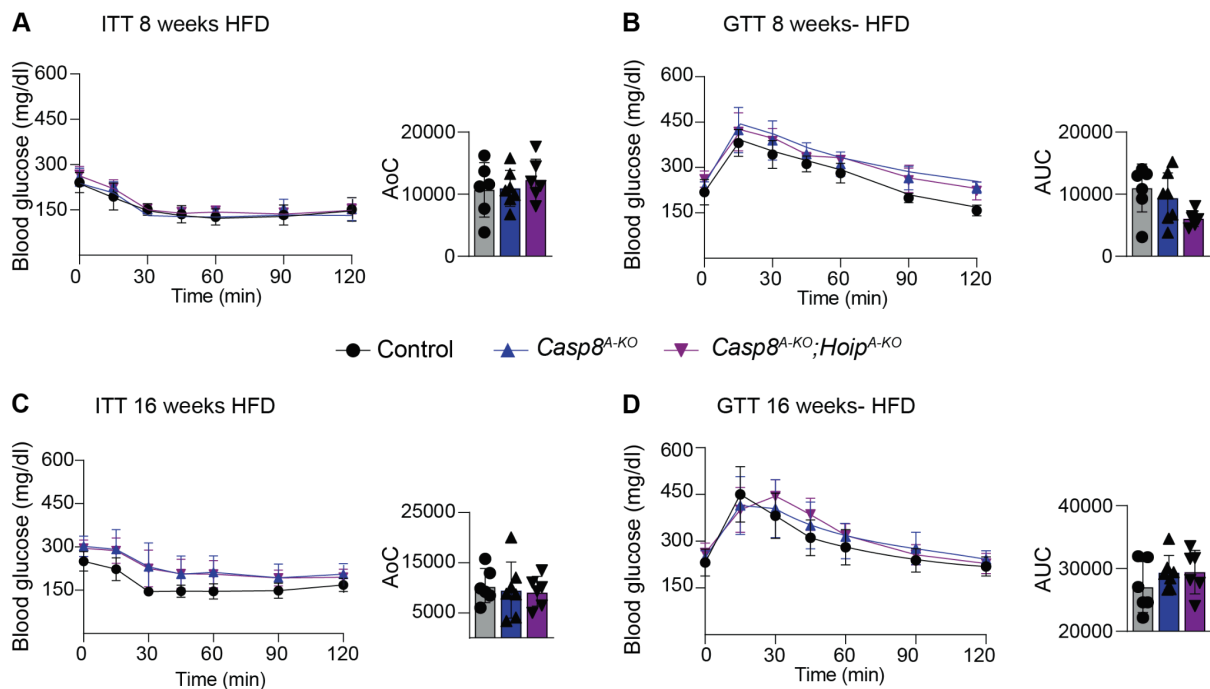 A ITT 8 weeks HFD
Blood glucose (mg/dl)
600
450
300
150
0 30 60 90 120
Time (min)
AoC
20000
10000
0
B GTT 8 weeks- HFD
Blood glucose (mg/dl)
600
450
300
150
0 30 60 90 120
Time (min)
AUC
20000
10000
0
Control Casp8A-KO Casp8A-KO;HoipA-KO
C ITT 16 weeks HFD
Blood glucose (mg/dl)
600
450
300
150
0 30 60 90 120
Time (min)
AoC
25000
15000
5000
D GTT 16 weeks- HFD
Blood glucose (mg/dl)
600
450
300
150
0 30 60 90 120
Time (min)
AUC
40000
30000
20000